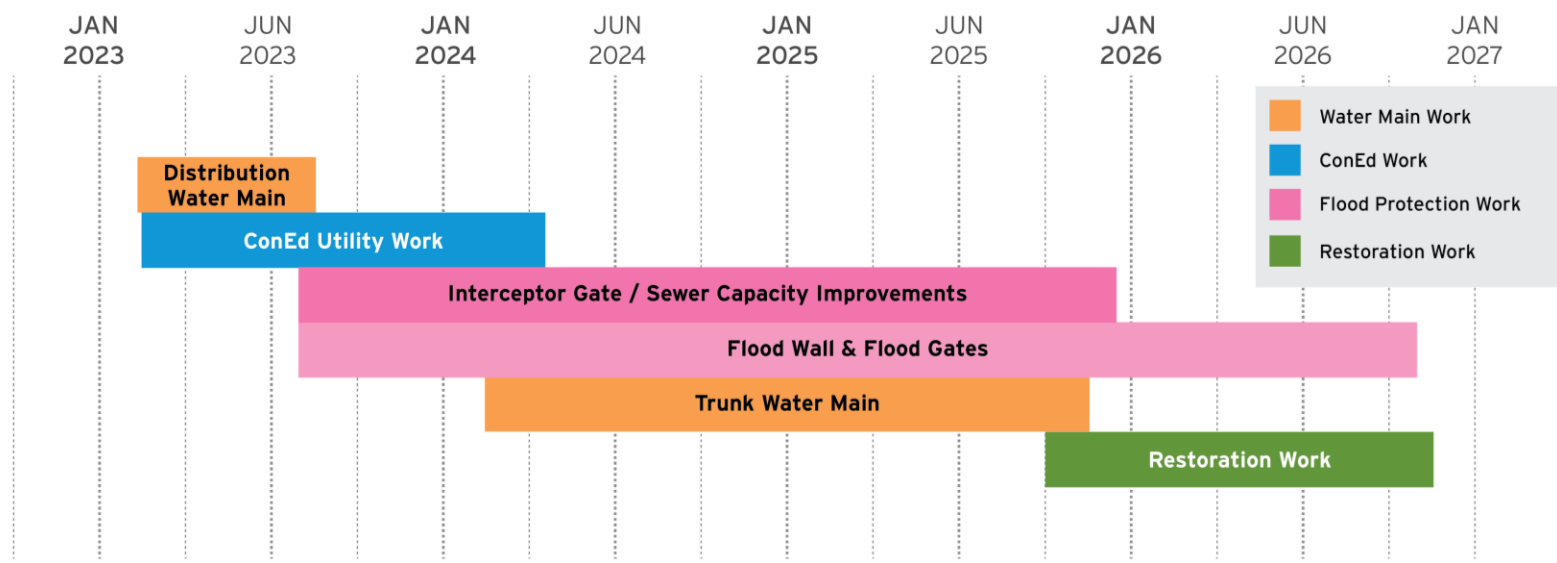 JAN JUN JAN JUN JAN JUN JAN JUN JAN
2023 2023 2024 2024 2025 2025 2026 2026 2027
Water Main Work
ConEd Work
Flood Protection Work
Restoration Work
Distribution
Water Main
ConEd Utility Work
Interceptor Gate / Sewer Capacity Improvements
Flood Wall & Flood Gates
Trunk Water Main
Restoration Work